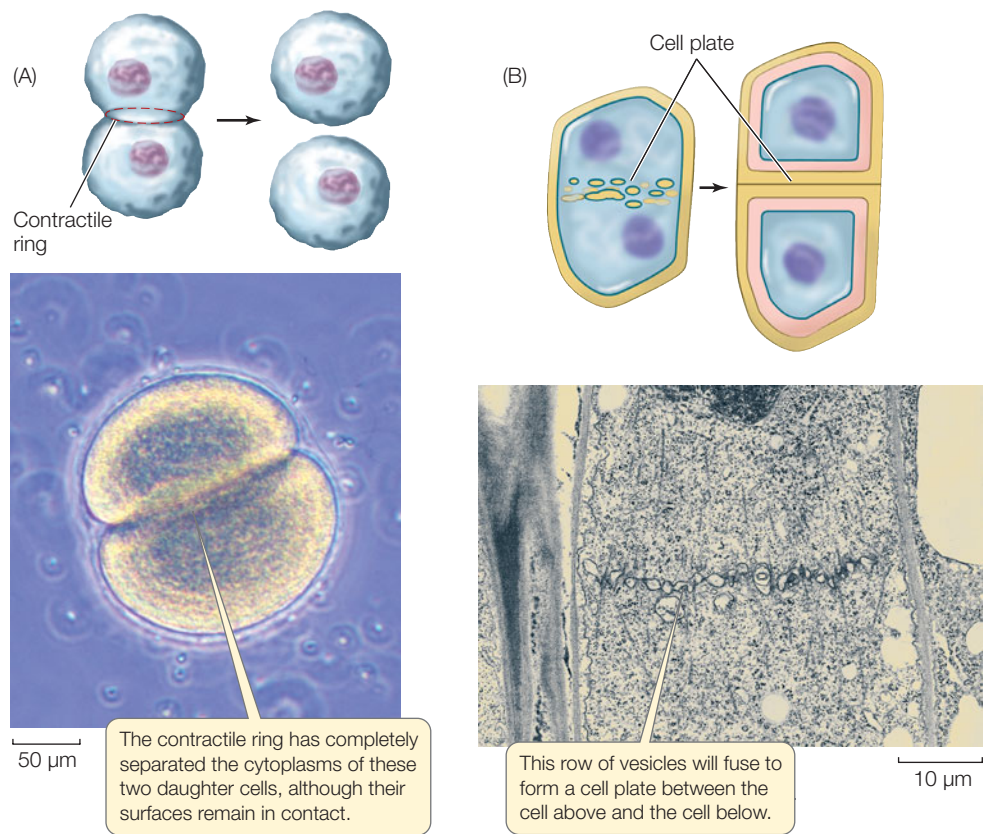 (A)
Contractile
ring
(B)
Cell plate
50 µm
The contractile ring has completely
separated the cytoplasms of these
two daughter cells, although their
surfaces remain in contact.
This row of vesicles will fuse to
form a cell plate between the
cell above and the cell below.
10 µm